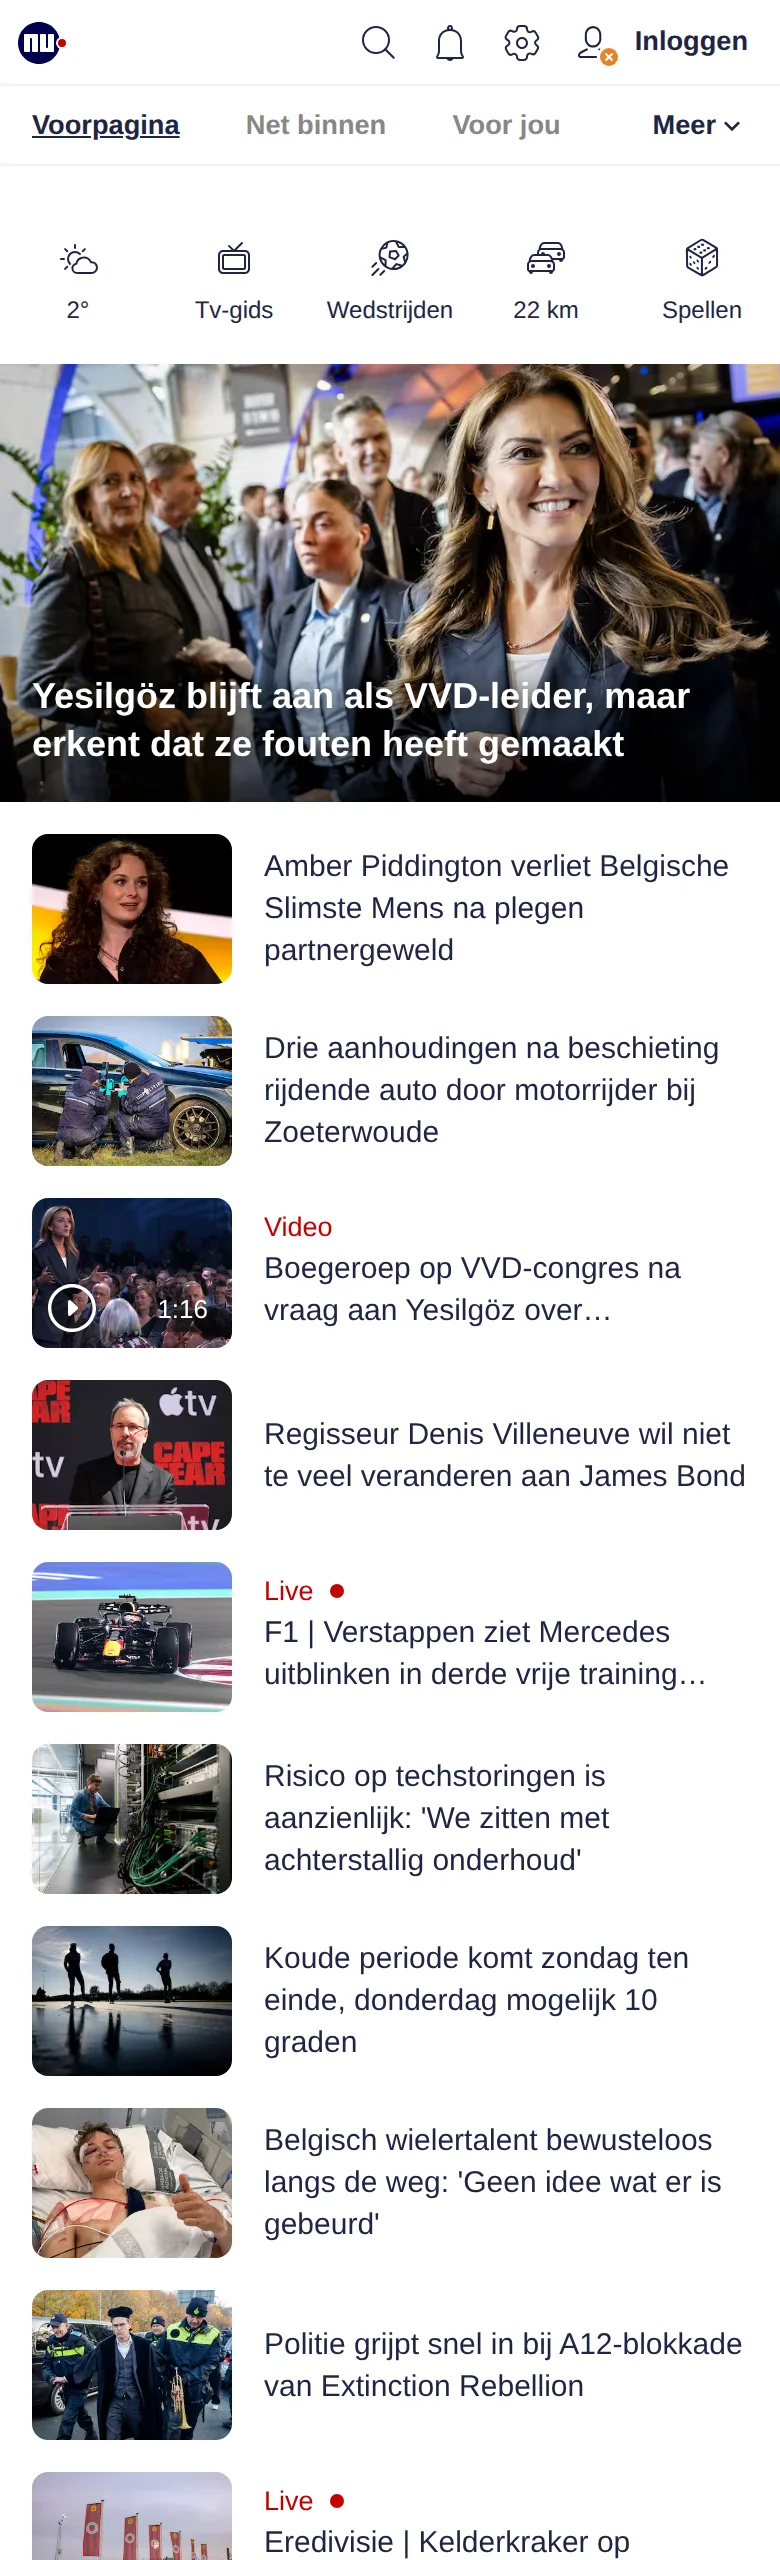 nu
Inloggen
Voorpagina Net binnen Voor jou Meer
2° Tv-gids Wedstrijden 22 km Spellen
Yesilgöz blijft aan als VVD-leider, maar
erkent dat ze fouten heeft gemaakt
Amber Piddington verliet Belgische
Slimste Mens na plegen
partnergeweld
Drie aanhoudingen na beschieting
rijdende auto door motorrijder bij
Zoeterwoude
1:16
Video
Boegeroep op VVD-congres na
vraag aan Yesilgöz over…
tv
CAPE
FEAR
tv
Regisseur Denis Villeneuve wil niet
te veel veranderen aan James Bond
Live
F1 | Verstappen ziet Mercedes
uitblinken in derde vrije training…
Risico op techstoringen is
aanzienlijk: 'We zitten met
achterstallig onderhoud'
Koude periode komt zondag ten
einde, donderdag mogelijk 10
graden
Belgisch wielertalent bewusteloos
langs de weg: 'Geen idee wat er is
gebeurd'
Politie grijpt snel in bij A12-blokkade
van Extinction Rebellion
Live
Eredivisie | Kelderkraker op